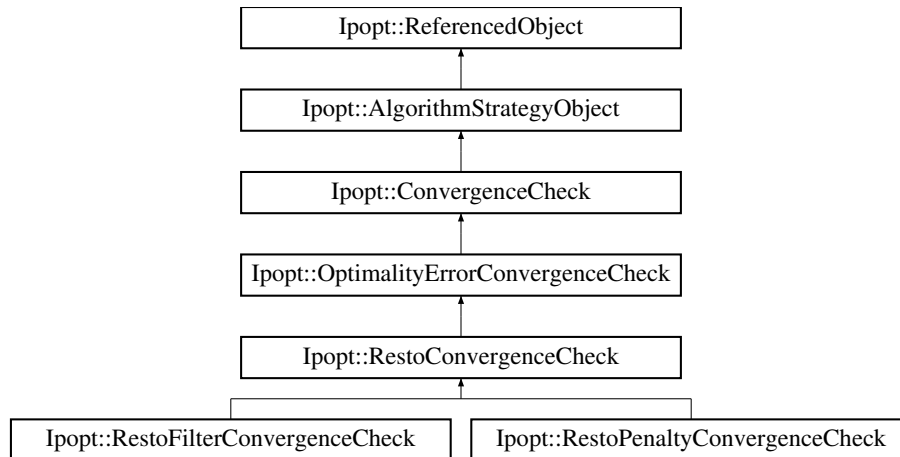 Ipopt::ReferencedObject
Ipopt::AlgorithmStrategyObject
Ipopt::ConvergenceCheck
Ipopt::OptimalityErrorConvergenceCheck
Ipopt::RestoConvergenceCheck
Ipopt::RestoFilterConvergenceCheck Ipopt::RestoPenaltyConvergenceCheck